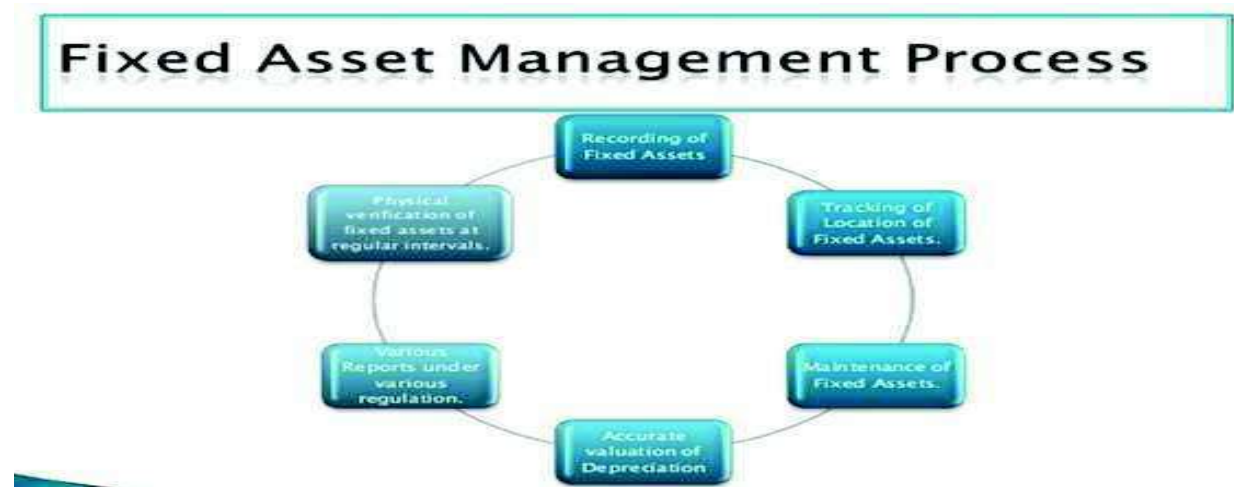 Fixed Asset Management Process
Recording of
Fixed Assets
Tracking of
Location of
Fixed Assets.
Maintenance of
Fixed Assets.
Accurate
valuation of
Depreciation
Various
Reports under
various
regulation.
Physical
verification of
fixed assets at
regular intervals.